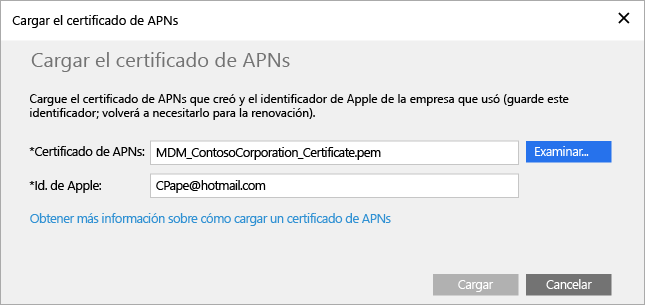 Cargar el certificado de APNs
Cargar el certificado de APNs
Cargue el certificado de APNs que creó y el identificador de Apple de la empresa que usó (guarde este
identificador; volverá a necesitarlo para la renovación).
*Certificado de APNs: MDM_ContosoCorporation_Certificate.pem Examinar...
*Id. de Apple: CPape@hotmail.com
Obtener más información sobre cómo cargar un certificado de APNs
Cargar Cancelar